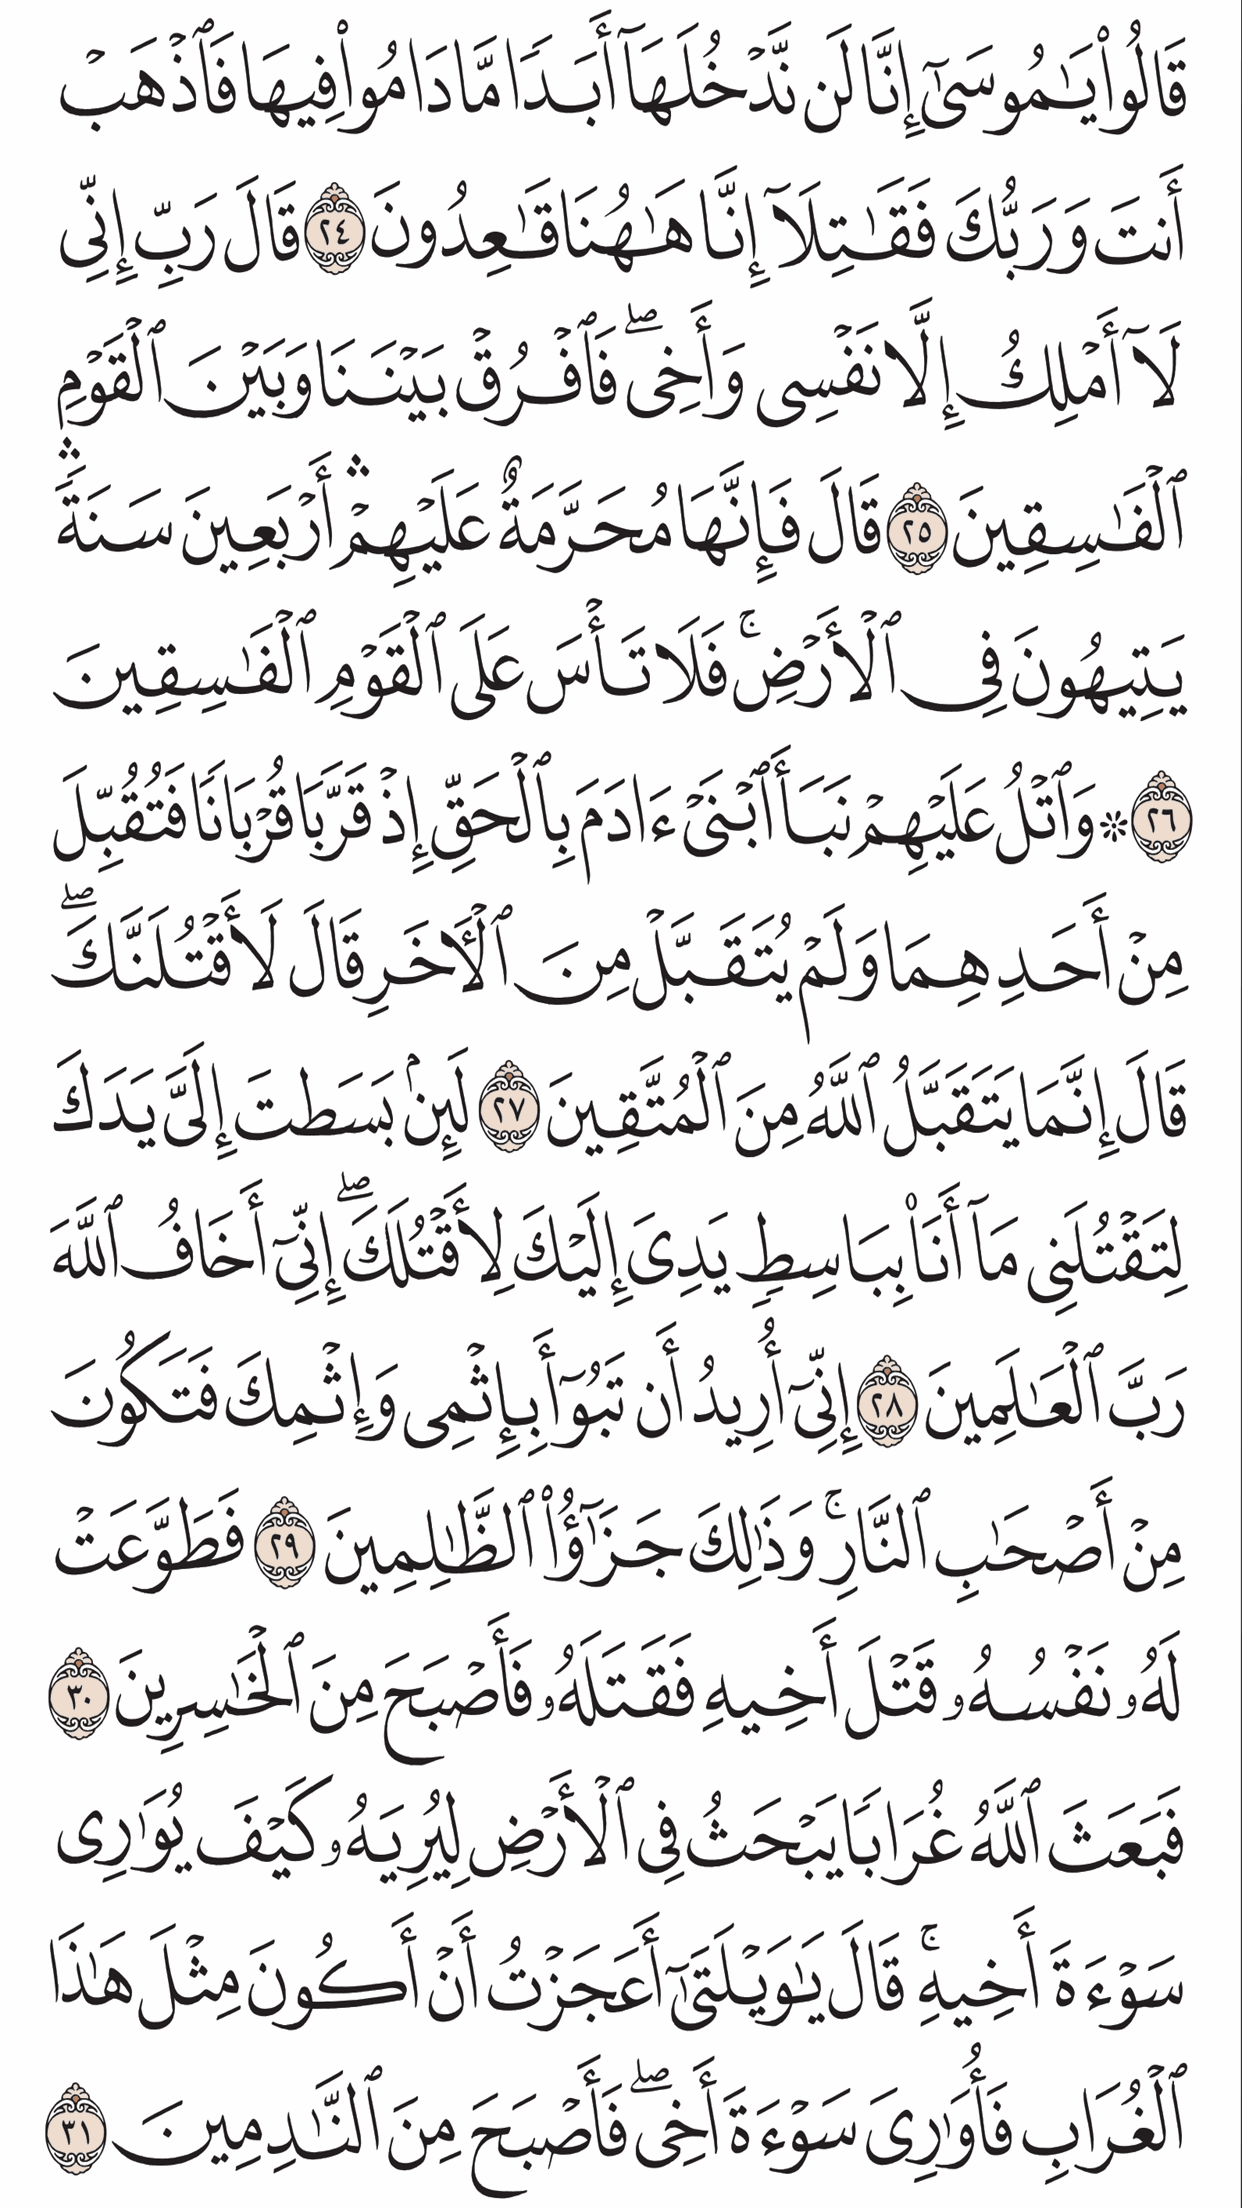 قَالُوا۟ يَـٰمُوسَىٰٓ إِنَّا لَن نَّدْخُلَهَآ أَبَدًا مَّا دَامُوا۟ فِيهَا فَٱذْهَبْ
أَنتَ وَرَبُّكَ فَقَـٰتِلَآ إِنَّا هَـٰهُنَا قَـٰعِدُونَ ٢٤ قَالَ رَبِّ إِنِّى
لَآ أَمْلِكُ إِلَّا نَفْسِى وَأَخِى ۖ فَٱفْرُقْ بَيْنَنَا وَبَيْنَ ٱلْقَوْمِ
ٱلْفَـٰسِقِينَ ٢٥ قَالَ فَإِنَّهَا مُحَرَّمَةٌ عَلَيْهِمْ ۛ أَرْبَعِينَ سَنَةً ۛ
يَتِيهُونَ فِى ٱلْأَرْضِ ۚ فَلَا تَأْسَ عَلَى ٱلْقَوْمِ ٱلْفَـٰسِقِينَ
٢٦ ۞ وَٱتْلُ عَلَيْهِمْ نَبَأَ ٱبْنَىْ ءَادَمَ بِٱلْحَقِّ إِذْ قَرَّبَا قُرْبَانًا فَتُقُبِّلَ
مِنْ أَحَدِهِمَا وَلَمْ يُتَقَبَّلْ مِنَ ٱلْـَٔاخَرِ قَالَ لَأَقْتُلَنَّكَ ۖ
قَالَ إِنَّمَا يَتَقَبَّلُ ٱللَّهُ مِنَ ٱلْمُتَّقِينَ ٢٧ لَئِنۢ بَسَطتَ إِلَىَّ يَدَكَ
لِتَقْتُلَنِى مَآ أَنَا۠ بِبَاسِطٍ يَدِىَ إِلَيْكَ لِأَقْتُلَكَ ۖ إِنِّىٓ أَخَافُ ٱللَّهَ
رَبَّ ٱلْعَـٰلَمِينَ ٢٨ إِنِّىٓ أُرِيدُ أَن تَبُوٓأَ بِإِثْمِى وَإِثْمِكَ فَتَكُونَ
مِنْ أَصْحَـٰبِ ٱلنَّارِ ۚ وَذَٰلِكَ جَزَٰٓؤُا۟ ٱلظَّـٰلِمِينَ ٢٩ فَطَوَّعَتْ
لَهُۥ نَفْسُهُۥ قَتْلَ أَخِيهِ فَقَتَلَهُۥ فَأَصْبَحَ مِنَ ٱلْخَـٰسِرِينَ ٣٠
فَبَعَثَ ٱللَّهُ غُرَابًا يَبْحَثُ فِى ٱلْأَرْضِ لِيُرِيَهُۥ كَيْفَ يُوَٰرِى
سَوْءَةَ أَخِيهِ ۚ قَالَ يَـٰوَيْلَتَىٰٓ أَعَجَزْتُ أَنْ أَكُونَ مِثْلَ هَـٰذَا
ٱلْغُرَابِ فَأُوَٰرِىَ سَوْءَةَ أَخِى ۖ فَأَصْبَحَ مِنَ ٱلنَّـٰدِمِينَ ٣١